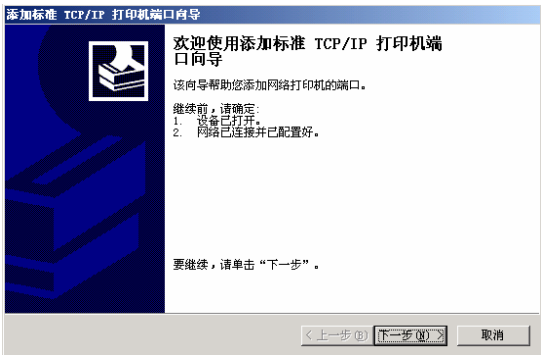 添加标准 TCP/IP 打印机端口向导
欢迎使用添加标准 TCP/IP 打印机端
口向导
该向导帮助您添加网络打印机的端口。
继续前，请确定:
1. 设备已打开。
2. 网络已连接并已配置好。
要继续，请单击“下一步”。
< 上一步(B) 下一步(N) > 取消